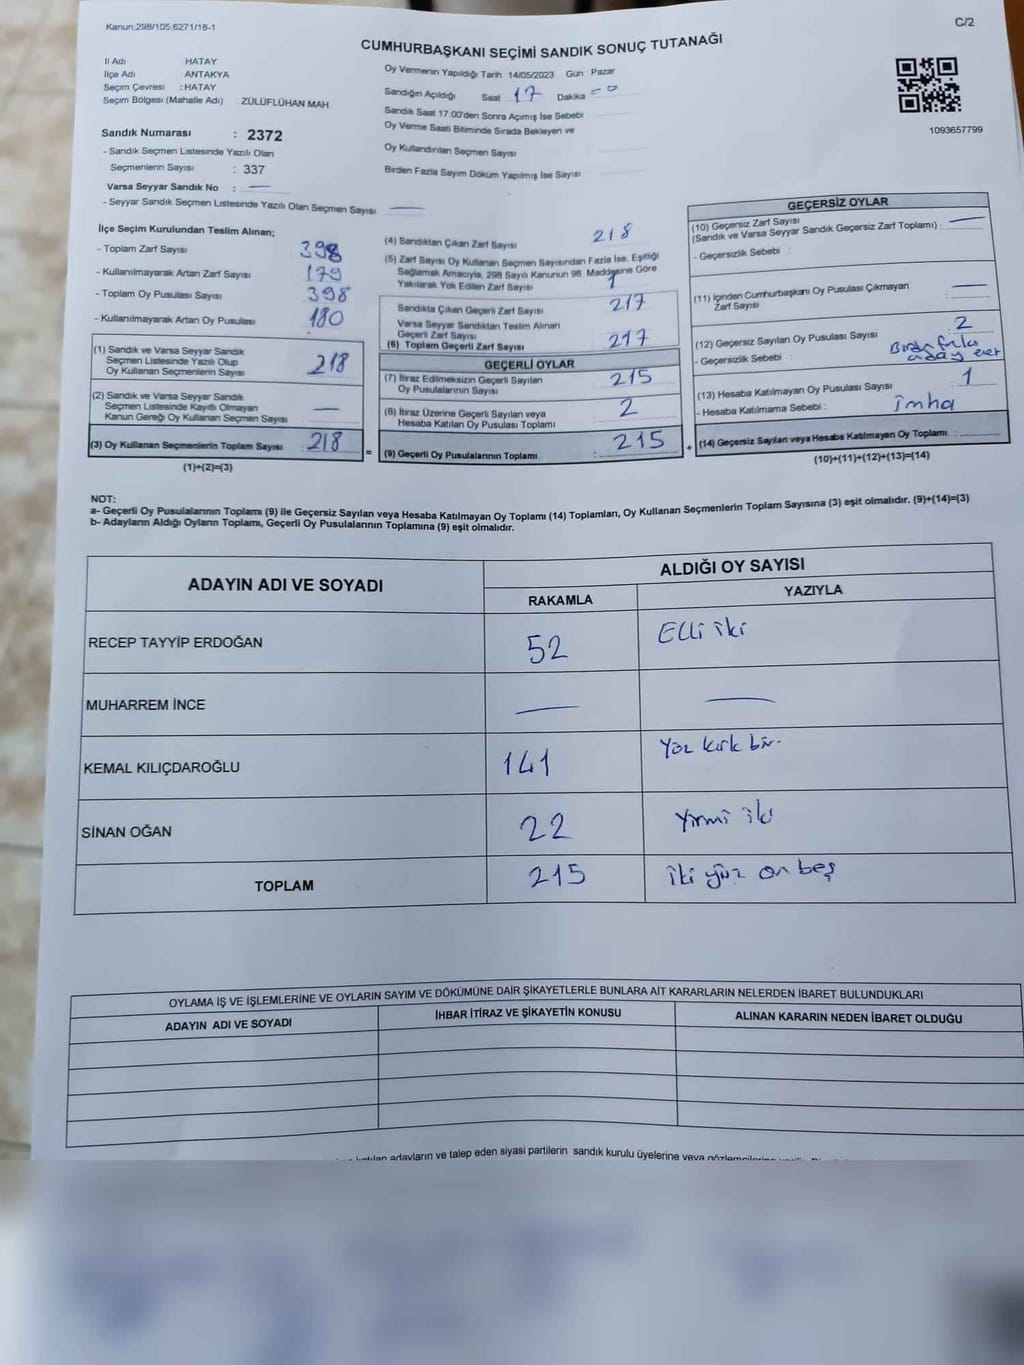 Kanun:298/105;6271/18-1
C/2
CUMHURBAŞKANI SEÇİMİ SANDIK SONUÇ TUTANAĞI
İl Adı HATAY
İlçe Adı ANTAKYA
Seçim Çevresi : HATAY
Seçim Bölgesi (Mahalle Adı) ZÜLÜFLÜHAN MAH.
Sandık Numarası : 2372
- Sandık Seçmen Listesinde Yazılı Olan
Seçmenlerin Sayısı : 337
Varsa Seyyar Sandık No : —
- Seyyar Sandık Seçmen Listesinde Yazılı Olan Seçmen Sayısı —
Oy Vermenin Yapıldığı Tarih 14/05/2023 Gün : Pazar
Sandığın Açıldığı Saat 17 Dakika 00
Sandık Saat 17:00'den Sonra Açımış İse Sebebi
Oy Verme Saati Bitiminde Sırada Bekleyen ve
Oy Kullandırılan Seçmen Sayısı
Birden Fazla Sayım Döküm Yapılmış İse Sayısı
1093657799
İlçe Seçim Kurulundan Teslim Alınan;
- Toplam Zarf Sayısı 398
- Kullanılmayarak Artan Zarf Sayısı 179
- Toplam Oy Pusulası Sayısı 398
- Kullanılmayarak Artan Oy Pusulası 180
(1) Sandık ve Varsa Seyyar Sandık
Seçmen Listesinde Yazılı Olup
Oy Kullanan Seçmenlerin Sayısı 218
(2) Sandık ve Varsa Seyyar Sandık
Seçmen Listesinde Kayıtlı Olmayan
Kanun Gereği Oy Kullanan Seçmen Sayısı —
(3) Oy Kullanan Seçmenlerin Toplam Sayısı : 218 =
(1)+(2)=(3)
(4) Sandıktan Çıkan Zarf Sayısı 218
(5) Zarf Sayısı Oy Kullanan Seçmen Sayısından Fazla İse, Eşitliği
Sağlamak Amacıyla, 298 Sayılı Kanunun 98. Maddesine Göre
Yakılarak Yok Edilen Zarf Sayısı 1
Sandıkta Çıkan Geçerli Zarf Sayısı 217
Varsa Seyyar Sandıktan Teslim Alınan
Geçerli Zarf Sayısı
(6) Toplam Geçerli Zarf Sayısı 217
GEÇERLİ OYLAR
(7) İtiraz Edilmeksizin Geçerli Sayılan
Oy Pusulalarının Sayısı 215
(8) İtiraz Üzerine Geçerli Sayılan veya
Hesaba Katılan Oy Pusulası Toplamı 2
(9) Geçerli Oy Pusulalarının Toplamı : 215 +
GEÇERSİZ OYLAR
(10) Geçersiz Zarf Sayısı
(Sandık ve Varsa Seyyar Sandık Geçersiz Zarf Toplamı) : —
- Geçersizlik Sebebi :
(11) İçinden Cumhurbaşkanı Oy Pusulası Çıkmayan
Zarf Sayısı : —
(12) Geçersiz Sayılan Oy Pusulası Sayısı 2
- Geçersizlik Sebebi : Birden fazla
aday evet
(13) Hesaba Katılmayan Oy Pusulası Sayısı 1
- Hesaba Katılmama Sebebi : imha
(14) Geçersiz Sayılan veya Hesaba Katılmayan Oy Toplamı :
(10)+(11)+(12)+(13)=(14)
NOT:
a- Geçerli Oy Pusulalarının Toplamı (9) ile Geçersiz Sayılan veya Hesaba Katılmayan Oy Toplamı (14) Toplamları, Oy Kullanan Seçmenlerin Toplam Sayısına (3) eşit olmalıdır. (9)+(14)=(3)
b- Adayların Aldığı Oyların Toplamı, Geçerli Oy Pusulalarının Toplamına (9) eşit olmalıdır.
ADAYIN ADI VE SOYADI
ALDIĞI OY SAYISI
RAKAMLA YAZIYLA
RECEP TAYYİP ERDOĞAN 52 Elli iki
MUHARREM İNCE — —
KEMAL KILIÇDAROĞLU 141 Yüz kırk bir
SİNAN OĞAN 22 Yirmi iki
TOPLAM 215 iki yüz on beş
OYLAMA İŞ VE İŞLEMLERİNE VE OYLARIN SAYIM VE DÖKÜMÜNE DAİR ŞİKAYETLERLE BUNLARA AİT KARARLARIN NELERDEN İBARET BULUNDUKLARI
ADAYIN ADI VE SOYADI İHBAR İTİRAZ VE ŞİKAYETİN KONUSU ALINAN KARARIN NEDEN İBARET OLDUĞU
adayların ve talep eden siyasi partilerin sandık kurulu üyelerine veya